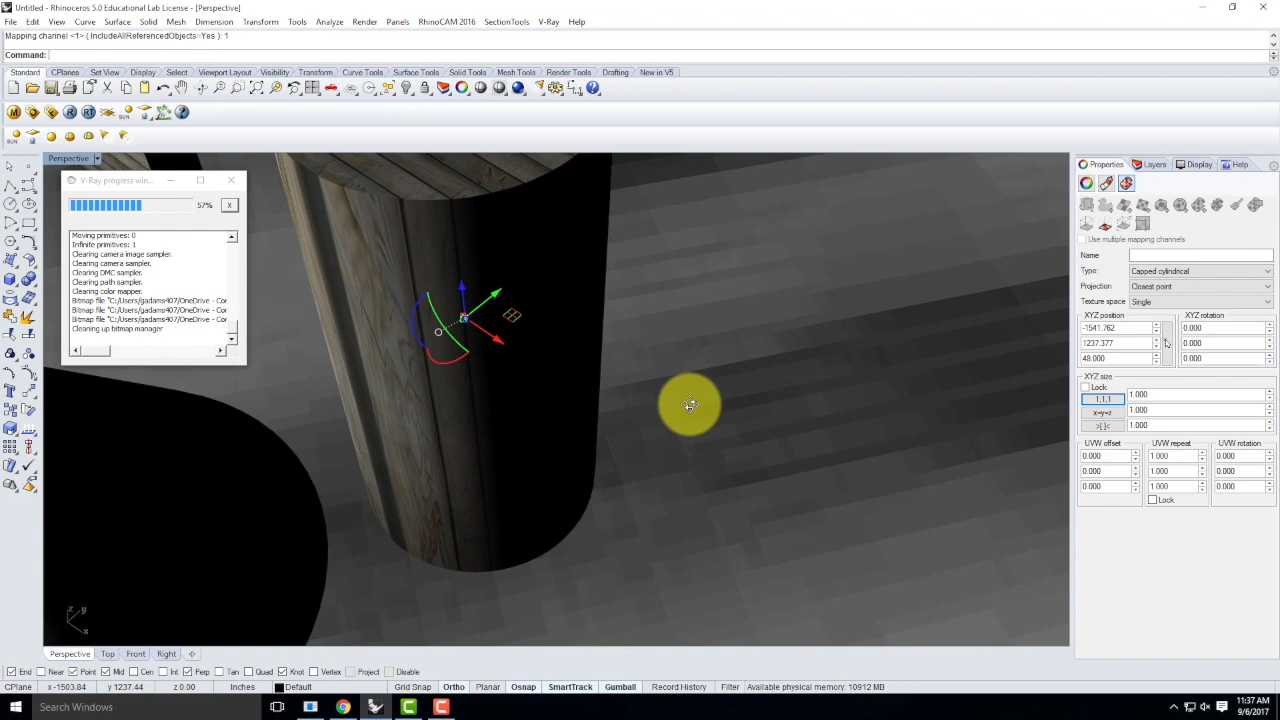 Untitled - Rhinoceros 5.0 Educational Lab License - [Perspective]
File Edit View Curve Surface Solid Mesh Dimension Transform Tools Analyze Render Panels RhinoCAM 2016 SectionTools V-Ray Help
Mapping channel <1> ( IncludeAllReferencedObjects=Yes ): 1
Command:
Standard CPlanes Set View Display Select Viewport Layout Visibility Transform Curve Tools Surface Tools Solid Tools Mesh Tools Render Tools Drafting New in V5
Perspective
V-Ray progress win...
57% x
Moving primitives: 0
Infinite primitives: 1
Clearing camera image sampler.
Clearing camera sampler.
Clearing DMC sampler.
Clearing path sampler.
Clearing color mapper.
Bitmap file "C:/Users/gadams407/OneDrive - Cor
Bitmap file "C:/Users/gadams407/OneDrive - Cor
Bitmap file "C:/Users/gadams407/OneDrive - Cor
Cleaning up bitmap manager
Properties Layers Display Help
Use multiple mapping channels
Name
Type: Capped cylindrical
Projection Closest point
Texture space Single
XYZ position XYZ rotation
-1541.762 0.000
1237.377 0.000
48.000 0.000
XYZ size
Lock 1.000
1,1,1 1.000
x=y=z 1.000
>[ ]<
UVW offset UVW repeat UVW rotation
0.000 1.000 0.000
0.000 1.000 0.000
0.000 1.000 0.000
Lock
z y
x
Perspective Top Front Right
End Near Point Mid Cen Int Perp Tan Quad Knot Vertex Project Disable
CPlane x -1503.84 y 1237.44 z 0.00 Inches Default Grid Snap Ortho Planar Osnap SmartTrack Gumball Record History Filter Available physical memory: 10912 MB
Search Windows
11:37 AM
9/6/2017